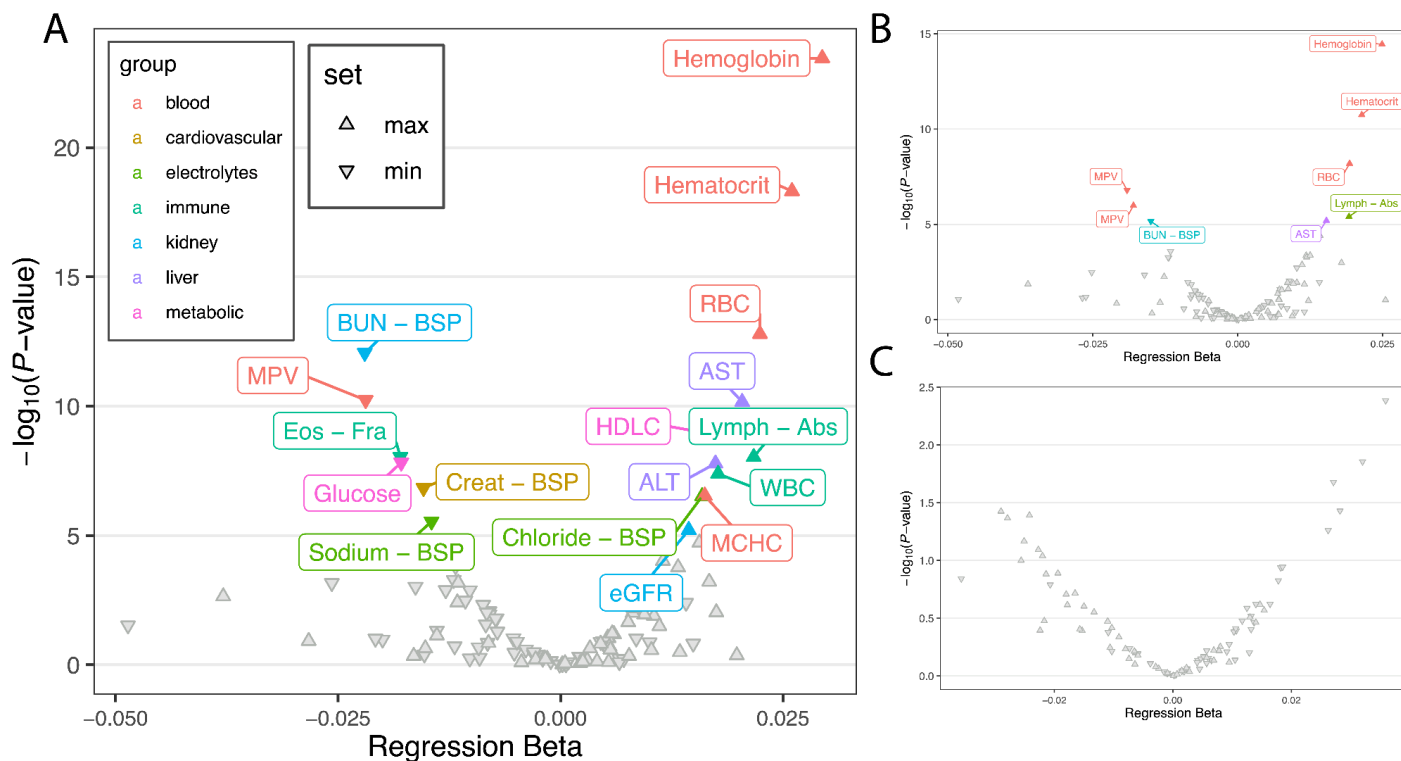 A
group
a blood
a cardiovascular
a electrolytes
a immune
a kidney
a liver
a metabolic
set
max
min
Hemoglobin
Hematocrit
RBC
BUN − BSP
MPV
AST
Eos − Fra
HDLC
Lymph − Abs
Glucose
Creat − BSP
ALT
WBC
Sodium − BSP
Chloride − BSP
MCHC
eGFR
20
15
10
5
0
−log10(P−value)
−0.050
−0.025
0.000
0.025
Regression Beta
B
15
10
5
0
−log10(P−value)
Hemoglobin
Hematocrit
RBC
MPV
MPV
Lymph − Abs
BUN − BSP
AST
−0.050
−0.025
0.000
0.025
Regression Beta
C
2.5
2.0
1.5
1.0
0.5
0.0
−log10(P−value)
−0.02
0.00
0.02
Regression Beta